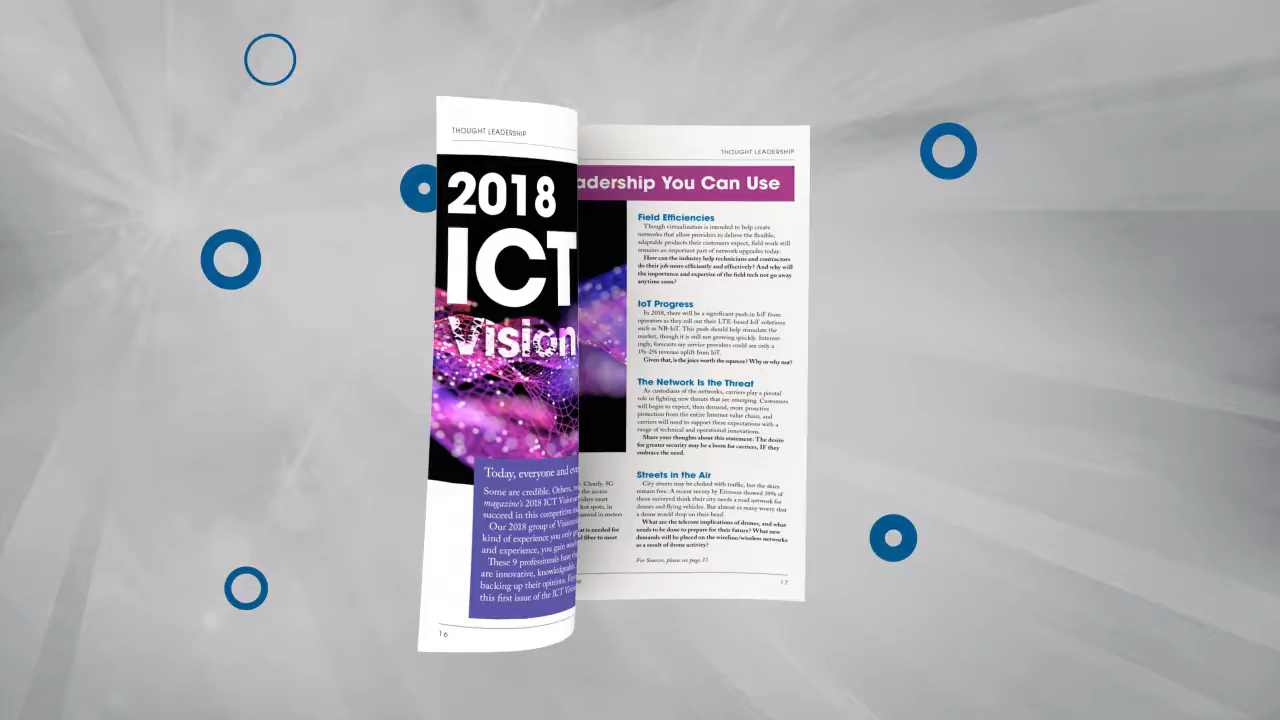 THOUGHT LEADERSHIP
2018
ICT
Vision
Today, everyone and
Some are credible. Others,
magazine's 2018 ICT
succeed in this competitive
Our 2018 group of
kind of experience you only
and experience, you gain
These 9 professionals have
are innovative, knowledgeable,
backing up their opinions.
this first issue of the ICT
16
THOUGHT LEADERSHIP
adership You Can Use
Clearly, 5G
the access
must
hot spots, in
in meters
is needed for
fiber to most
Field Efficiencies
Though virtualization is intended to help create
networks that allow providers to deliver the flexible,
adaptable products their customers expect, field work still
remains an important part of network upgrades today.
How can the industry help technicians and contractors
do their job more efficiently and effectively? And why will
the importance and expertise of the field tech not go away
anytime soon?
IoT Progress
In 2018, there will be a significant push in IoT from
operators as they roll out their LTE-based IoT solutions
such as NB-IoT. This push should help stimulate the
market, though it is still not growing quickly. Interest-
ingly, forecasts say service providers could see only a
1%-2% revenue uplift from IoT.
Given that, is the juice worth the squeeze? Why or why not?
The Network Is the Threat
As custodians of the networks, carriers play a pivotal
role in fighting new threats that are emerging. Customers
will begin to expect, then demand, more proactive
protection from the entire Internet value chain, and
carriers will need to support these expectations with a
range of technical and operational innovations.
Share your thoughts about this statement: The desire
for greater security may be a boon for carriers, IF they
embrace the need.
Streets in the Air
City streets may be choked with traffic, but the skies
remain free. A recent survey by Ericsson showed 39% of
those surveyed think their city needs a road network for
drones and flying vehicles. But almost as many worry that
a drone would drop on their head.
What are the telecom implications of drones, and what
needs to be done to prepare for their future? What new
demands will be placed on the wireline/wireless networks
as a result of drone activity?
For Sources, please see page 37.
17